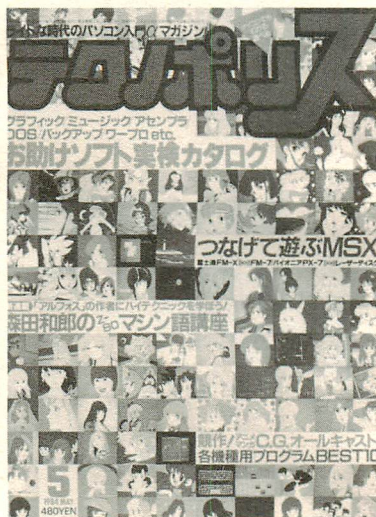 ライトな時代のパソコン入門αマガジン
テクノポリス
グラフィック ミュージック アセンブラ
DOS/バックアップ ワープロ etc.
お助けソフト実検カタログ
つなげて遊ぶMSX
富士通FM-X FM-7 パイオニアPX-7 レーザーディスク
「アルフォス」の作者にハイテクニックを学ぼう!
森田和郎の マシン語講座
競作 C.G.オールキャスト
各機種用プログラムBEST10
5
1984 MAY
480YEN